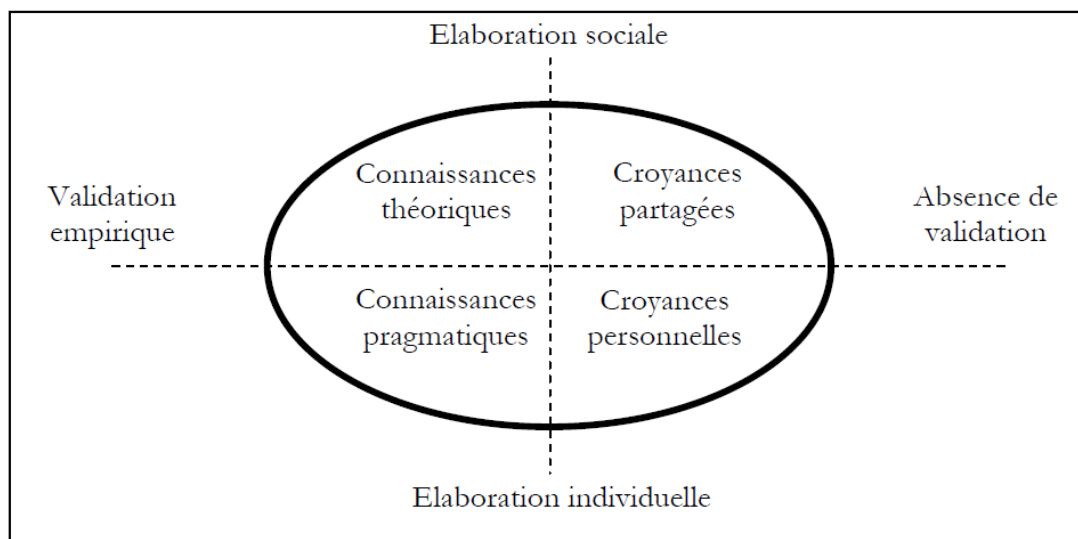 Elaboration sociale
Connaissances
théoriques
Croyances
partagées
Validation
empirique
Absence de
validation
Connaissances
pragmatiques
Croyances
personnelles
Elaboration individuelle